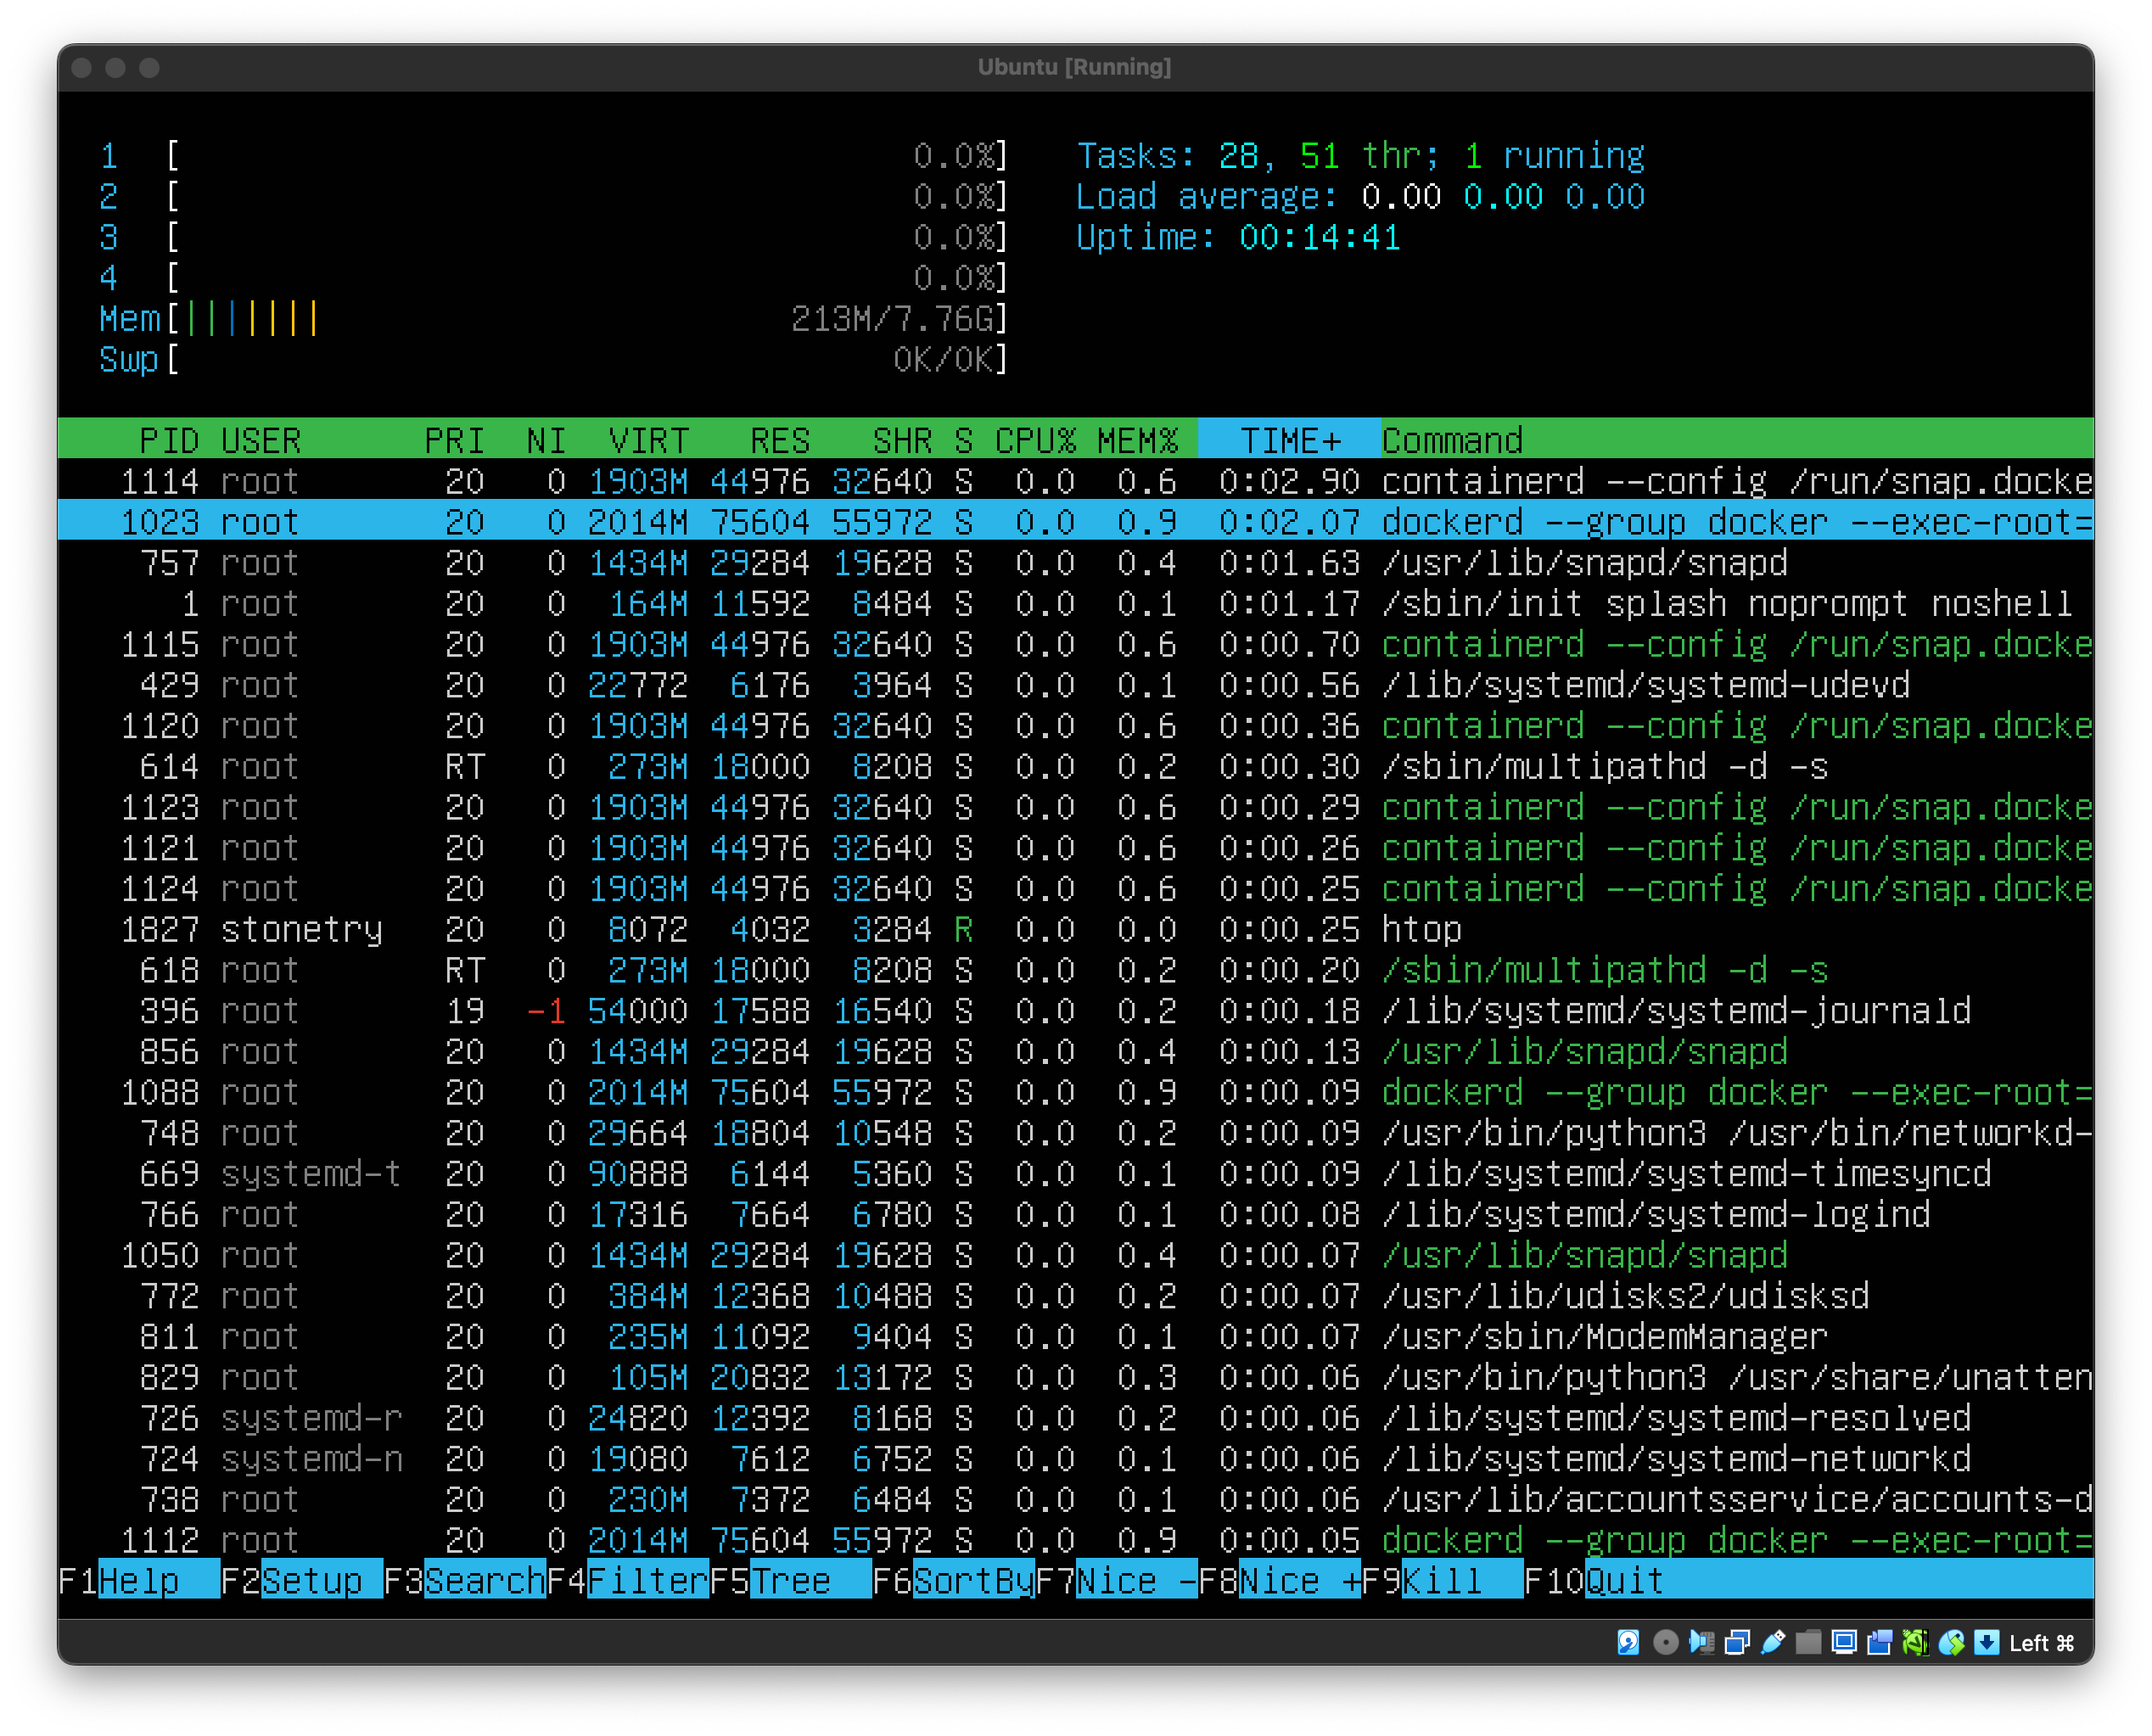 Ubuntu [Running]
1 [ 0.0%] Tasks: 28, 51 thr; 1 running
2 [ 0.0%] Load average: 0.00 0.00 0.00
3 [ 0.0%] Uptime: 00:14:41
4 [ 0.0%]
Mem[||||||| 213M/7.76G]
Swp[ 0K/0K]
PID USER PRI NI VIRT RES SHR S CPU% MEM% TIME+ Command
1114 root 20 0 1903M 44976 32640 S 0.0 0.6 0:02.90 containerd --config /run/snap.docke
1023 root 20 0 2014M 75604 55972 S 0.0 0.9 0:02.07 dockerd --group docker --exec-root=
757 root 20 0 1434M 29284 19628 S 0.0 0.4 0:01.63 /usr/lib/snapd/snapd
1 root 20 0 164M 11592 8484 S 0.0 0.1 0:01.17 /sbin/init splash noprompt noshell
1115 root 20 0 1903M 44976 32640 S 0.0 0.6 0:00.70 containerd --config /run/snap.docke
429 root 20 0 22772 6176 3964 S 0.0 0.1 0:00.56 /lib/systemd/systemd-udevd
1120 root 20 0 1903M 44976 32640 S 0.0 0.6 0:00.36 containerd --config /run/snap.docke
614 root RT 0 273M 18000 8208 S 0.0 0.2 0:00.30 /sbin/multipathd -d -s
1123 root 20 0 1903M 44976 32640 S 0.0 0.6 0:00.29 containerd --config /run/snap.docke
1121 root 20 0 1903M 44976 32640 S 0.0 0.6 0:00.26 containerd --config /run/snap.docke
1124 root 20 0 1903M 44976 32640 S 0.0 0.6 0:00.25 containerd --config /run/snap.docke
1827 stonetry 20 0 8072 4032 3284 R 0.0 0.0 0:00.25 htop
618 root RT 0 273M 18000 8208 S 0.0 0.2 0:00.20 /sbin/multipathd -d -s
396 root 19 -1 54000 17588 16540 S 0.0 0.2 0:00.18 /lib/systemd/systemd-journald
856 root 20 0 1434M 29284 19628 S 0.0 0.4 0:00.13 /usr/lib/snapd/snapd
1088 root 20 0 2014M 75604 55972 S 0.0 0.9 0:00.09 dockerd --group docker --exec-root=
748 root 20 0 29664 18804 10548 S 0.0 0.2 0:00.09 /usr/bin/python3 /usr/bin/networkd-
669 systemd-t 20 0 90888 6144 5360 S 0.0 0.1 0:00.09 /lib/systemd/systemd-timesyncd
766 root 20 0 17316 7664 6780 S 0.0 0.1 0:00.08 /lib/systemd/systemd-logind
1050 root 20 0 1434M 29284 19628 S 0.0 0.4 0:00.07 /usr/lib/snapd/snapd
772 root 20 0 384M 12368 10488 S 0.0 0.2 0:00.07 /usr/lib/udisks2/udisksd
811 root 20 0 235M 11092 9404 S 0.0 0.1 0:00.07 /usr/sbin/ModemManager
829 root 20 0 105M 20832 13172 S 0.0 0.3 0:00.06 /usr/bin/python3 /usr/share/unatten
726 systemd-r 20 0 24820 12392 8168 S 0.0 0.2 0:00.06 /lib/systemd/systemd-resolved
724 systemd-n 20 0 19080 7612 6752 S 0.0 0.1 0:00.06 /lib/systemd/systemd-networkd
738 root 20 0 230M 7372 6484 S 0.0 0.1 0:00.06 /usr/lib/accountsservice/accounts-d
1112 root 20 0 2014M 75604 55972 S 0.0 0.9 0:00.05 dockerd --group docker --exec-root=
F1Help F2Setup F3SearchF4FilterF5Tree F6SortByF7Nice -F8Nice +F9Kill F10Quit
Left ⌘